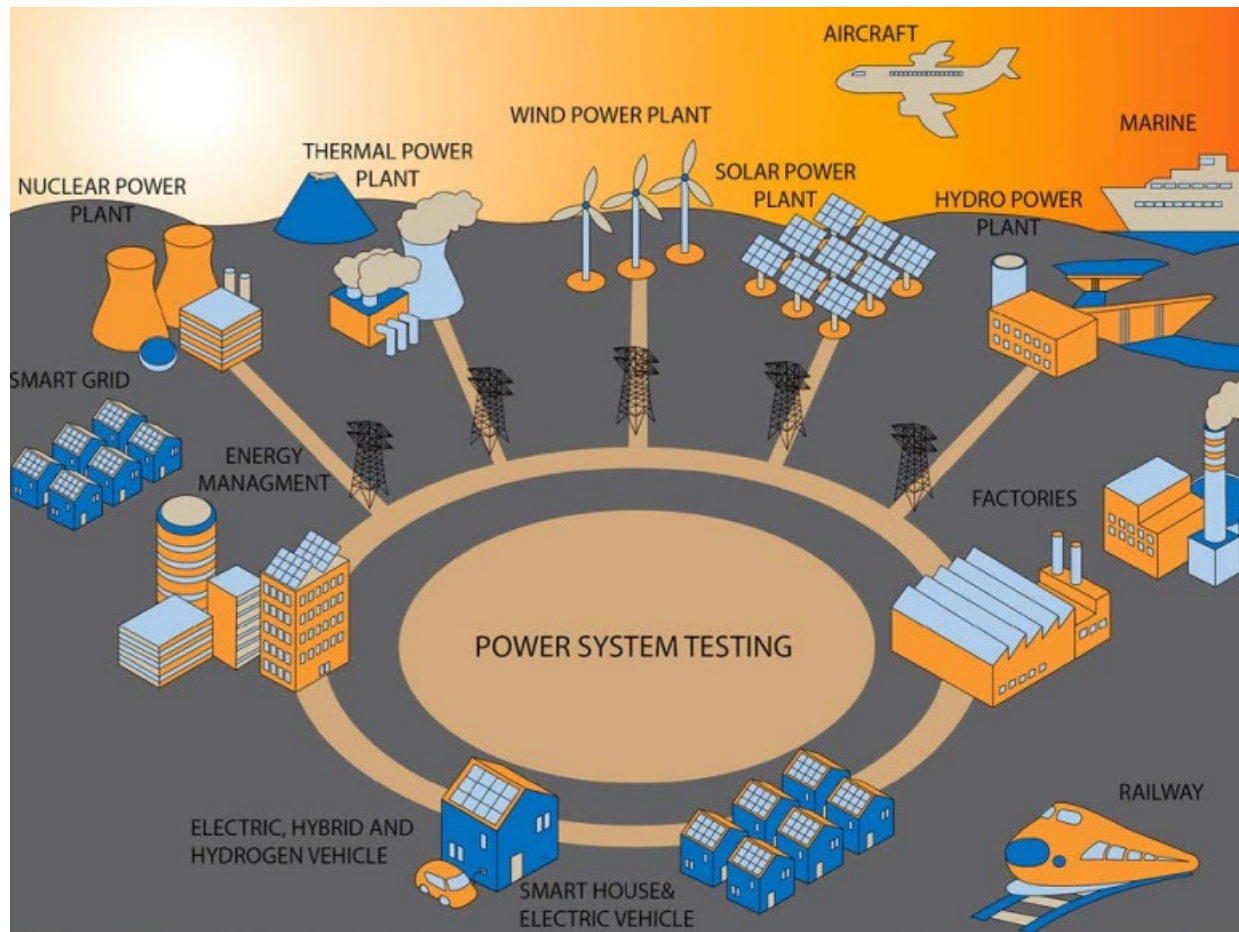 AIRCRAFT
WIND POWER PLANT
MARINE
THERMAL POWER
PLANT
SOLAR POWER
PLANT
NUCLEAR POWER
PLANT
HYDRO POWER
PLANT
SMART GRID
ENERGY
MANAGMENT
FACTORIES
POWER SYSTEM TESTING
RAILWAY
ELECTRIC, HYBRID AND
HYDROGEN VEHICLE
SMART HOUSE&
ELECTRIC VEHICLE